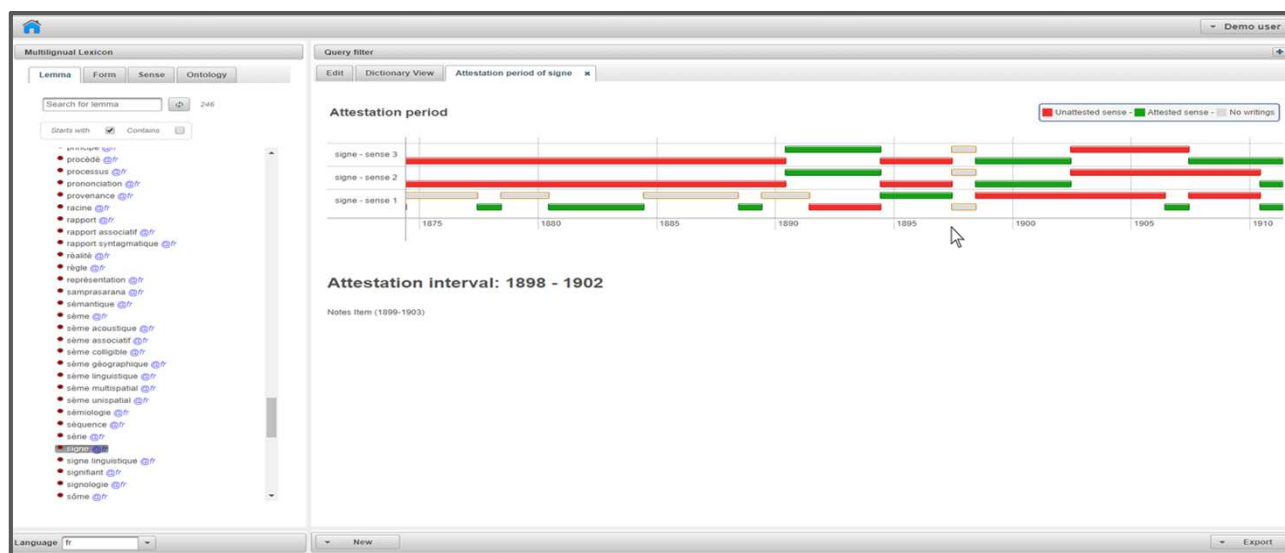 Demo user
Multilignual Lexicon
Query filter
Lemma Form Sense Ontology
Edit Dictionary View Attestation period of signe
Search for lemma 246
Starts with Contains
Attestation period
Unattested sense - Attested sense - No writings
principe @fr
procédé @fr
processus @fr
prononciation @fr
provenance @fr
racine @fr
rapport @fr
rapport associatif @fr
rapport syntagmatique @fr
réalité @fr
règle @fr
représentation @fr
samprasarana @fr
sémantique @fr
sème @fr
sème acoustique @fr
sème associatif @fr
sème colligible @fr
sème géographique @fr
sème linguistique @fr
sème multispatial @fr
sème unispatial @fr
sémiologie @fr
séquence @fr
série @fr
signe @fr
signe linguistique @fr
signifiant @fr
signologie @fr
sôme @fr
signe - sense 3
signe - sense 2
signe - sense 1
1875 1880 1885 1890 1895 1900 1905 1910
Attestation interval: 1898 - 1902
Notes Item (1899-1903)
Language fr
New
Export